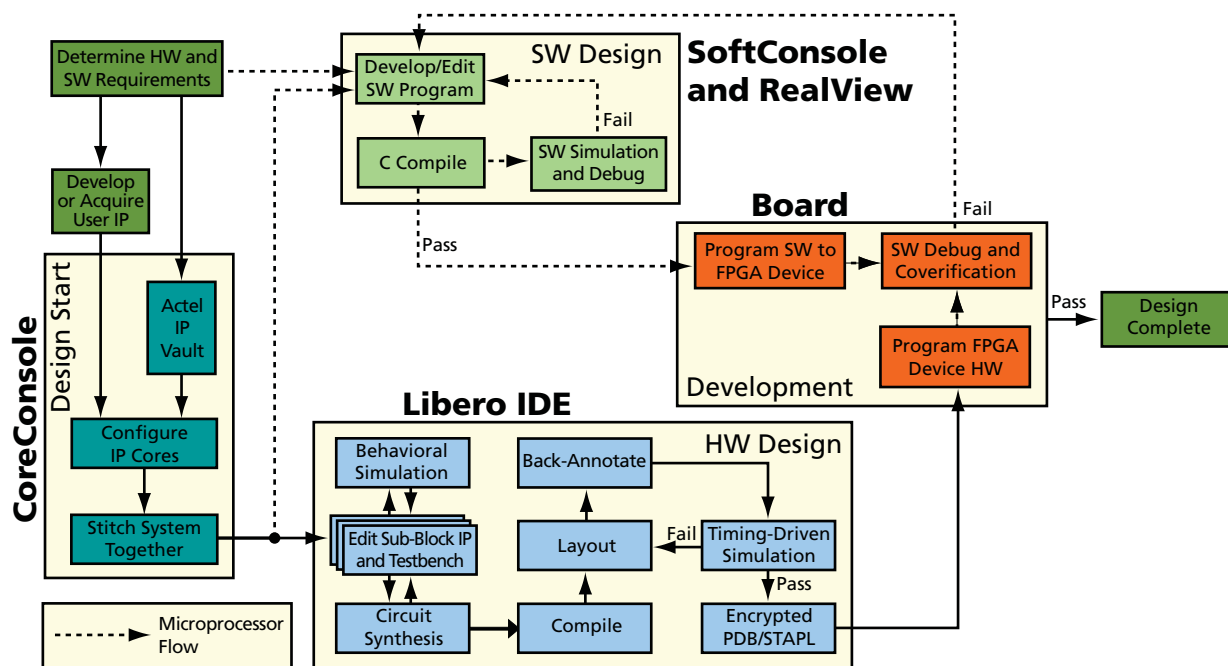 Determine HW and
SW Requirements
Develop
or Acquire
User IP
CoreConsole
Design Start
Actel
IP
Vault
Configure
IP Cores
Stitch System
Together
Microprocessor
Flow
SW Design
SoftConsole
and RealView
Develop/Edit
SW Program
Fail
C Compile
SW Simulation
and Debug
Pass
Board
Fail
Program SW to
FPGA Device
SW Debug and
Coverification
Program FPGA
Device HW
Development
Pass
Design
Complete
Libero IDE
HW Design
Behavioral
Simulation
Edit Sub-Block IP
and Testbench
Circuit
Synthesis
Back-Annotate
Layout
Compile
Fail
Timing-Driven
Simulation
Pass
Encrypted
PDB/STAPL